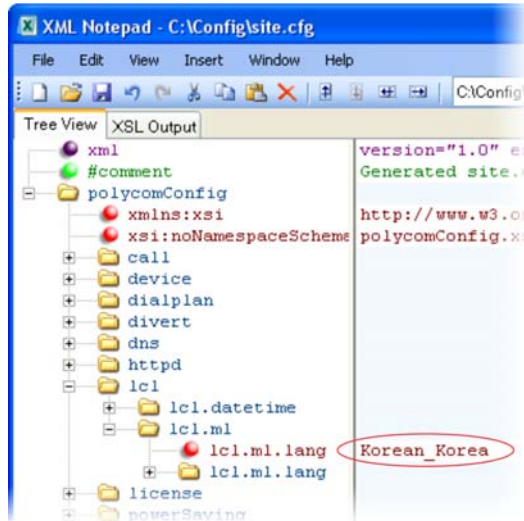 XML Notepad - C:\Config\site.cfg
File Edit View Insert Window Help
C:\Config
Tree View XSL Output
xml version="1.0"
#comment Generated site.
polycomConfig
xmlns:xsi http://www.w3.o
xsi:noNamespaceScheme polycomConfig.x
call
device
dialplan
divert
dns
httpd
lcl
lcl.datetime
lcl.ml
lcl.ml.lang Korean_Korea
lcl.ml.lang
license
powerSaving